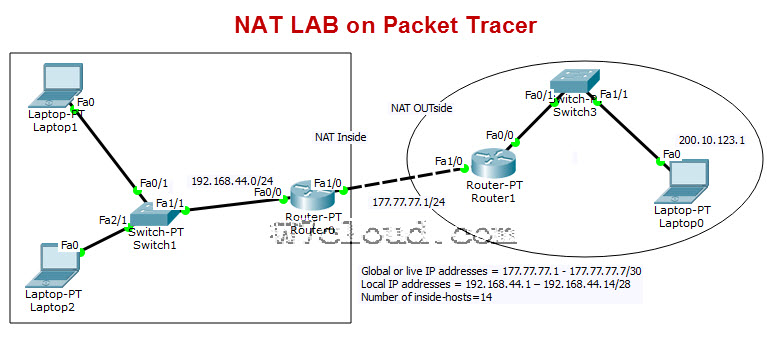 NAT LAB on Packet Tracer
Fa0
Laptop-PT
Laptop1
NAT Inside
Fa0/1
192.168.44.0/24
Fa0/0
Fa1/0
Fa2/1
Fa1/1
Switch-PT
Switch1
Router-PT
Router0
Fa0
Laptop-PT
Laptop2
177.77.77.1/24
NAT OUTside
Fa0/1
Fa1/1
Switch3
Fa0/0
Fa1/0
Router-PT
Router1
200.10.123.1
Fa0
Laptop-PT
Laptop0
W7cloud.com
Global or live IP addresses = 177.77.77.1 - 177.77.77.7/30
Local IP addresses = 192.168.44.1 – 192.168.44.14/28
Number of inside-hosts=14